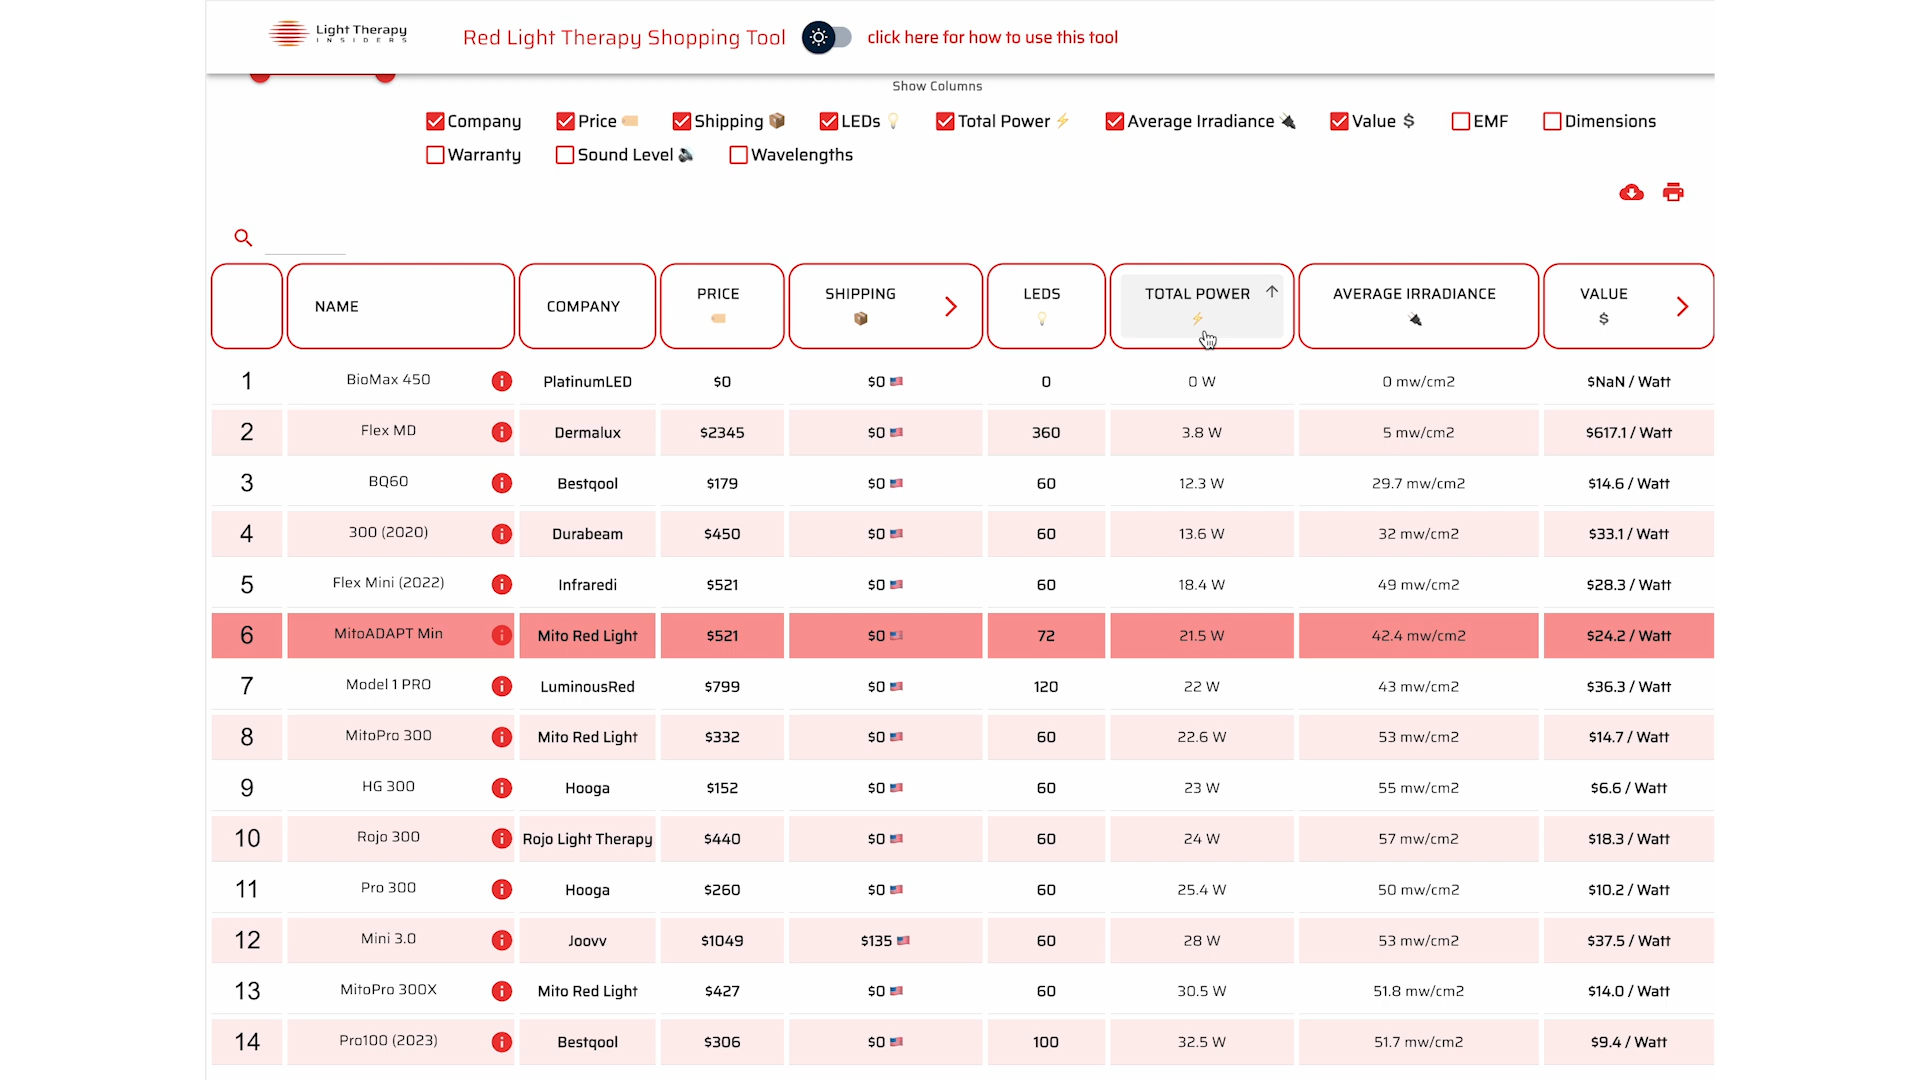 Light Therapy
INSIDERS
Red Light Therapy Shopping Tool
click here for how to use this tool
Show Columns
Company Price Shipping LEDs Total Power Average Irradiance Value $ EMF Dimensions
Warranty Sound Level Wavelengths
NAME COMPANY PRICE SHIPPING LEDS TOTAL POWER AVERAGE IRRADIANCE VALUE
$
1 BioMax 450 PlatinumLED $0 $0 0 0 W 0 mw/cm2 $NaN / Watt
2 Flex MD Dermalux $2345 $0 360 3.8 W 5 mw/cm2 $617.1 / Watt
3 BQ60 Bestqool $179 $0 60 12.3 W 29.7 mw/cm2 $14.6 / Watt
4 300 (2020) Durabeam $450 $0 60 13.6 W 32 mw/cm2 $33.1 / Watt
5 Flex Mini (2022) Infraredi $521 $0 60 18.4 W 49 mw/cm2 $28.3 / Watt
6 MitoADAPT Min Mito Red Light $521 $0 72 21.5 W 42.4 mw/cm2 $24.2 / Watt
7 Model 1 PRO LuminousRed $799 $0 120 22 W 43 mw/cm2 $36.3 / Watt
8 MitoPro 300 Mito Red Light $332 $0 60 22.6 W 53 mw/cm2 $14.7 / Watt
9 HG 300 Hooga $152 $0 60 23 W 55 mw/cm2 $6.6 / Watt
10 Rojo 300 Rojo Light Therapy $440 $0 60 24 W 57 mw/cm2 $18.3 / Watt
11 Pro 300 Hooga $260 $0 60 25.4 W 50 mw/cm2 $10.2 / Watt
12 Mini 3.0 Joovv $1049 $135 60 28 W 53 mw/cm2 $37.5 / Watt
13 MitoPro 300X Mito Red Light $427 $0 60 30.5 W 51.8 mw/cm2 $14.0 / Watt
14 Pro100 (2023) Bestqool $306 $0 100 32.5 W 51.7 mw/cm2 $9.4 / Watt